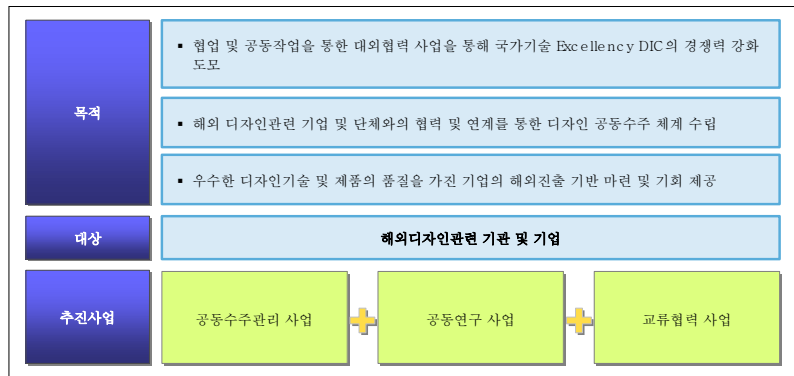 목적
▪ 협업 및 공동작업을 통한 대외협력 사업을 통해 국가기술 Excellency DIC의 경쟁력 강화
도모
▪ 해외 디자인관련 기업 및 단체와의 협력 및 연계를 통한 디자인 공동수주 체계 수립
▪ 우수한 디자인기술 및 제품의 품질을 가진 기업의 해외진출 기반 마련 및 기회 제공
대상
해외디자인관련 기관 및 기업
추진사업
공동수주관리 사업
공동연구 사업
교류협력 사업